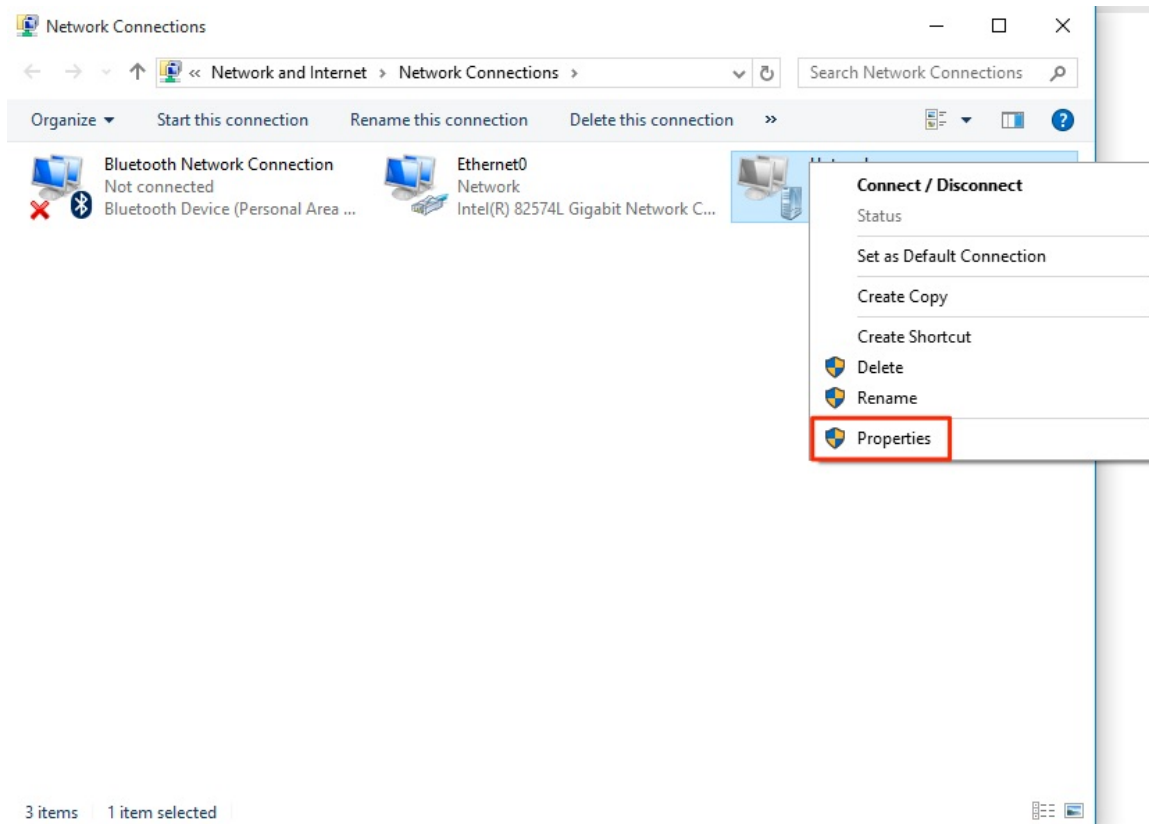 Network Connections
« Network and Internet > Network Connections >
Search Network Connections
Organize
Start this connection
Rename this connection
Delete this connection
»
Bluetooth Network Connection
Not connected
Bluetooth Device (Personal Area ...
Ethernet0
Network
Intel(R) 82574L Gigabit Network C...
Connect / Disconnect
Status
Set as Default Connection
Create Copy
Create Shortcut
Delete
Rename
Properties
3 items
1 item selected